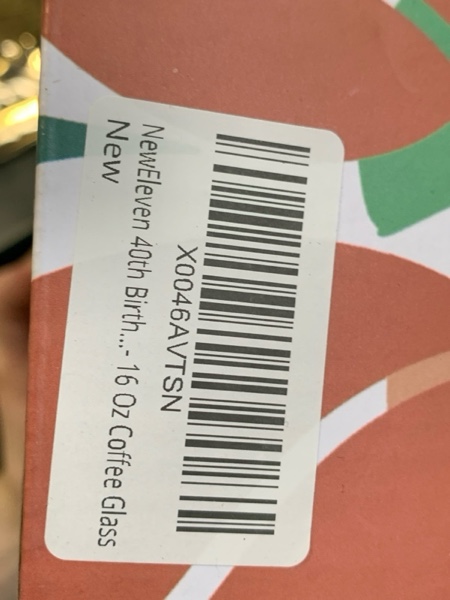 X0046AVTSN
NewEleven 40th Birth...- 16 Oz Coffee Glass
New